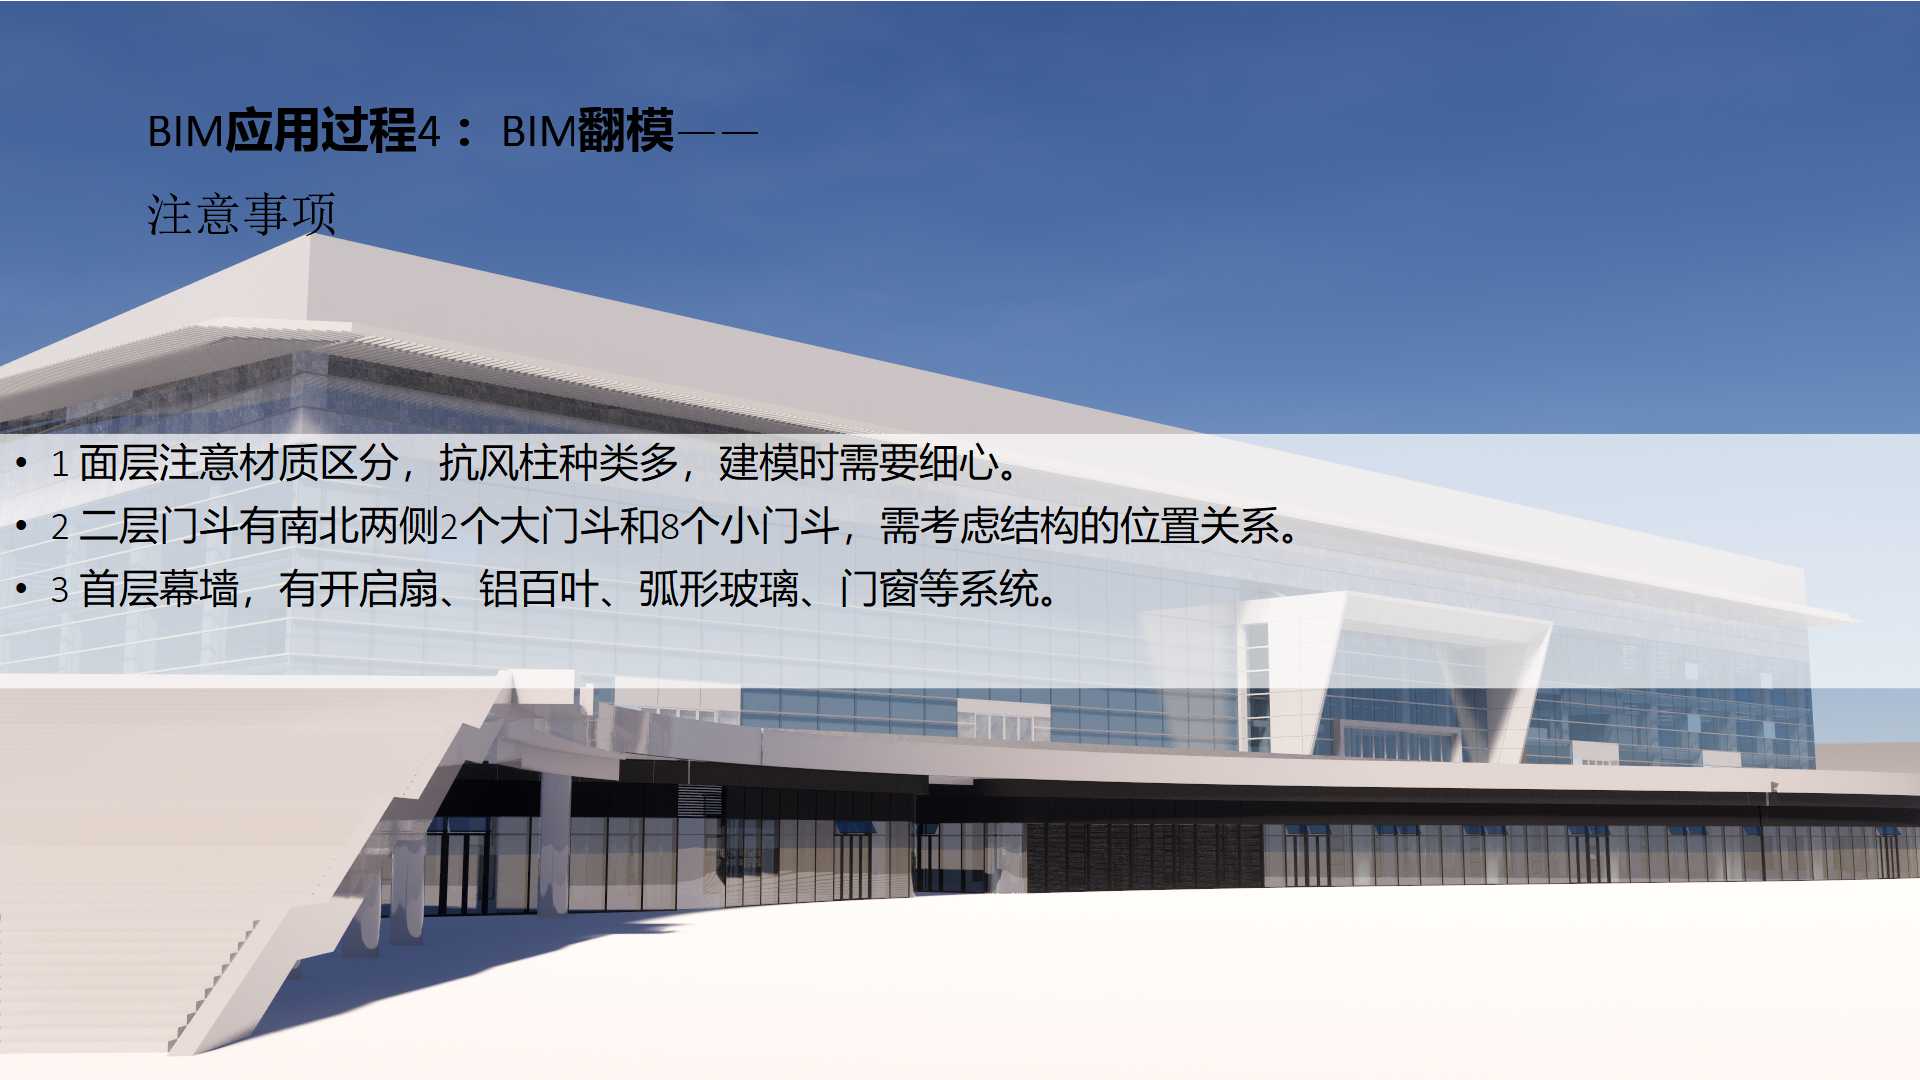 BIM应用过程4：BIM翻模——
注意事项
• 1 面层注意材质区分，抗风柱种类多，建模时需要细心。
• 2 二层门斗有南北两侧2个大门斗和8个小门斗，需考虑结构的位置关系。
• 3 首层幕墙，有开启扇、铝百叶、弧形玻璃、门窗等系统。